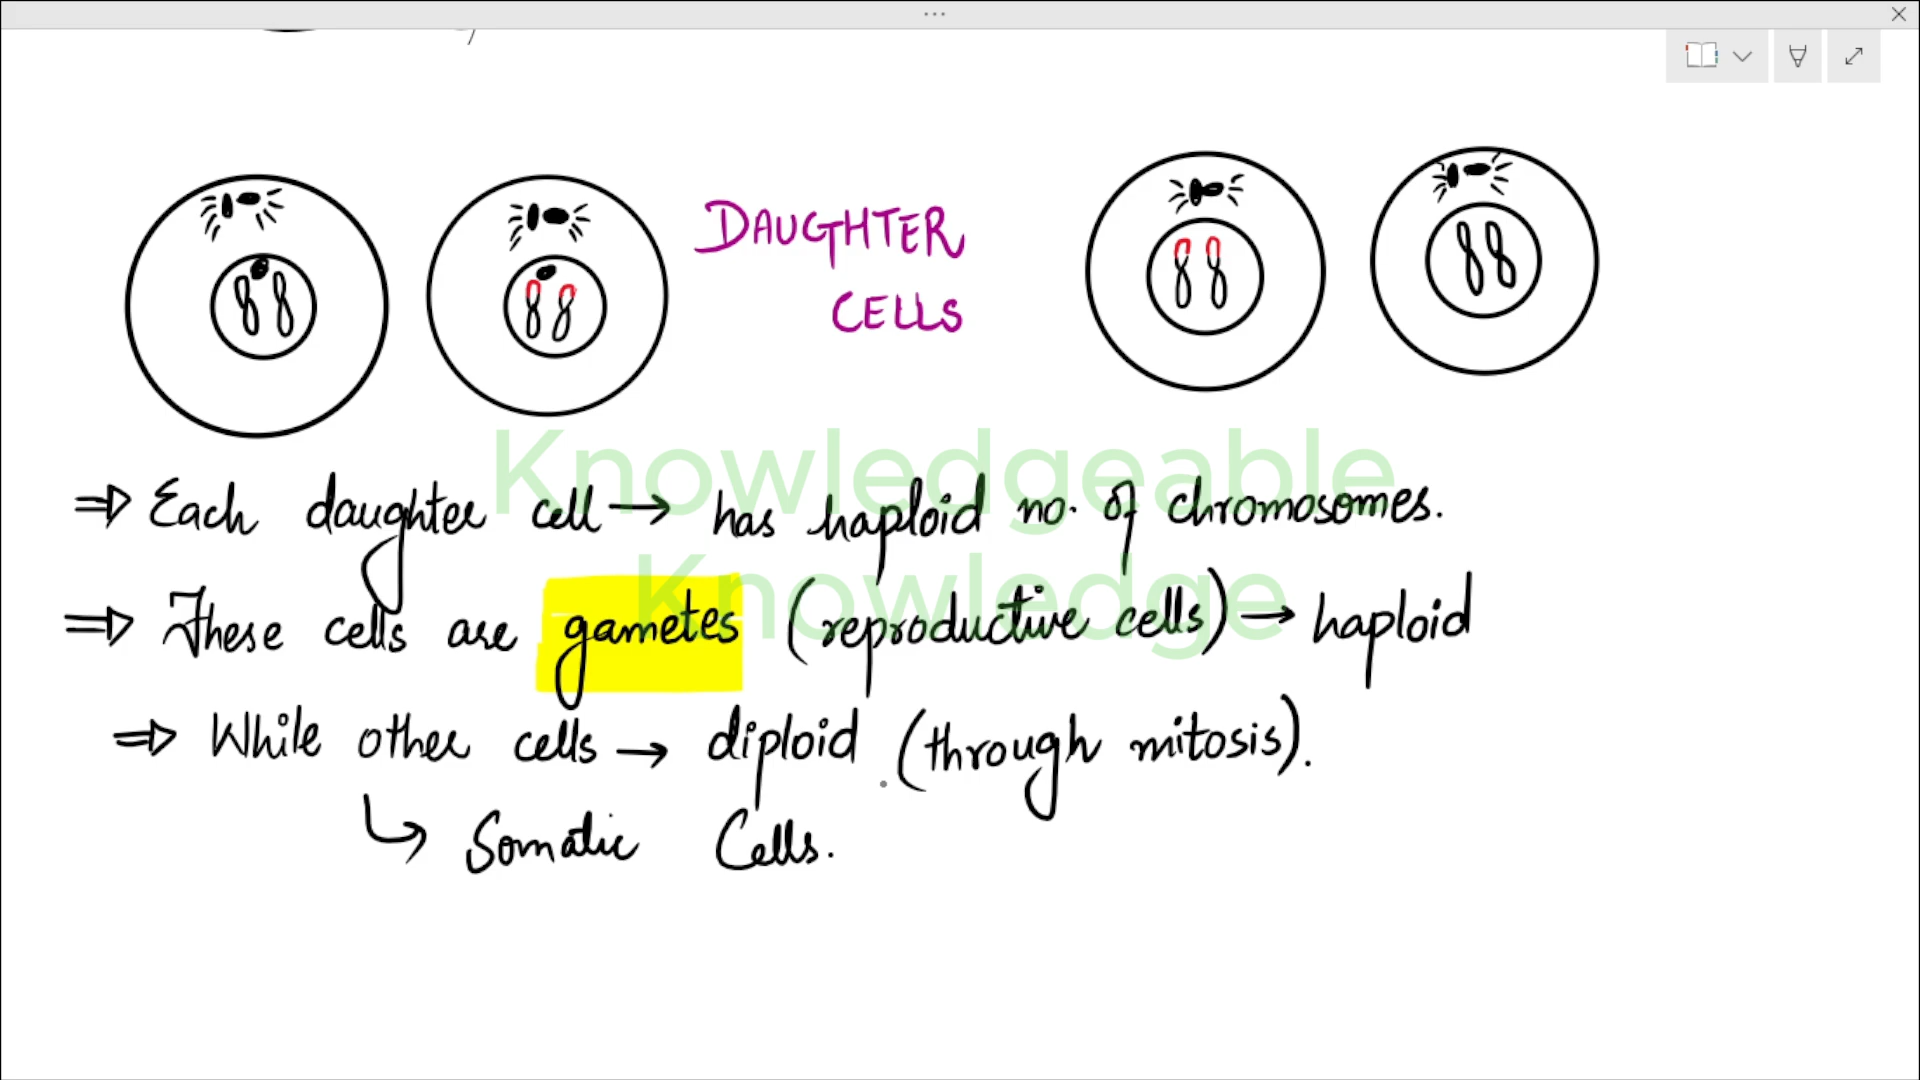 DAUGHTER
CELLS
Knowledgeable
Knowledge
⇒ Each daughter cell → has haploid no. of chromosomes.
⇒ These cells are gametes (reproductive cells) → haploid
⇒ While other cells → diploid (through mitosis).
↳ Somatic Cells.